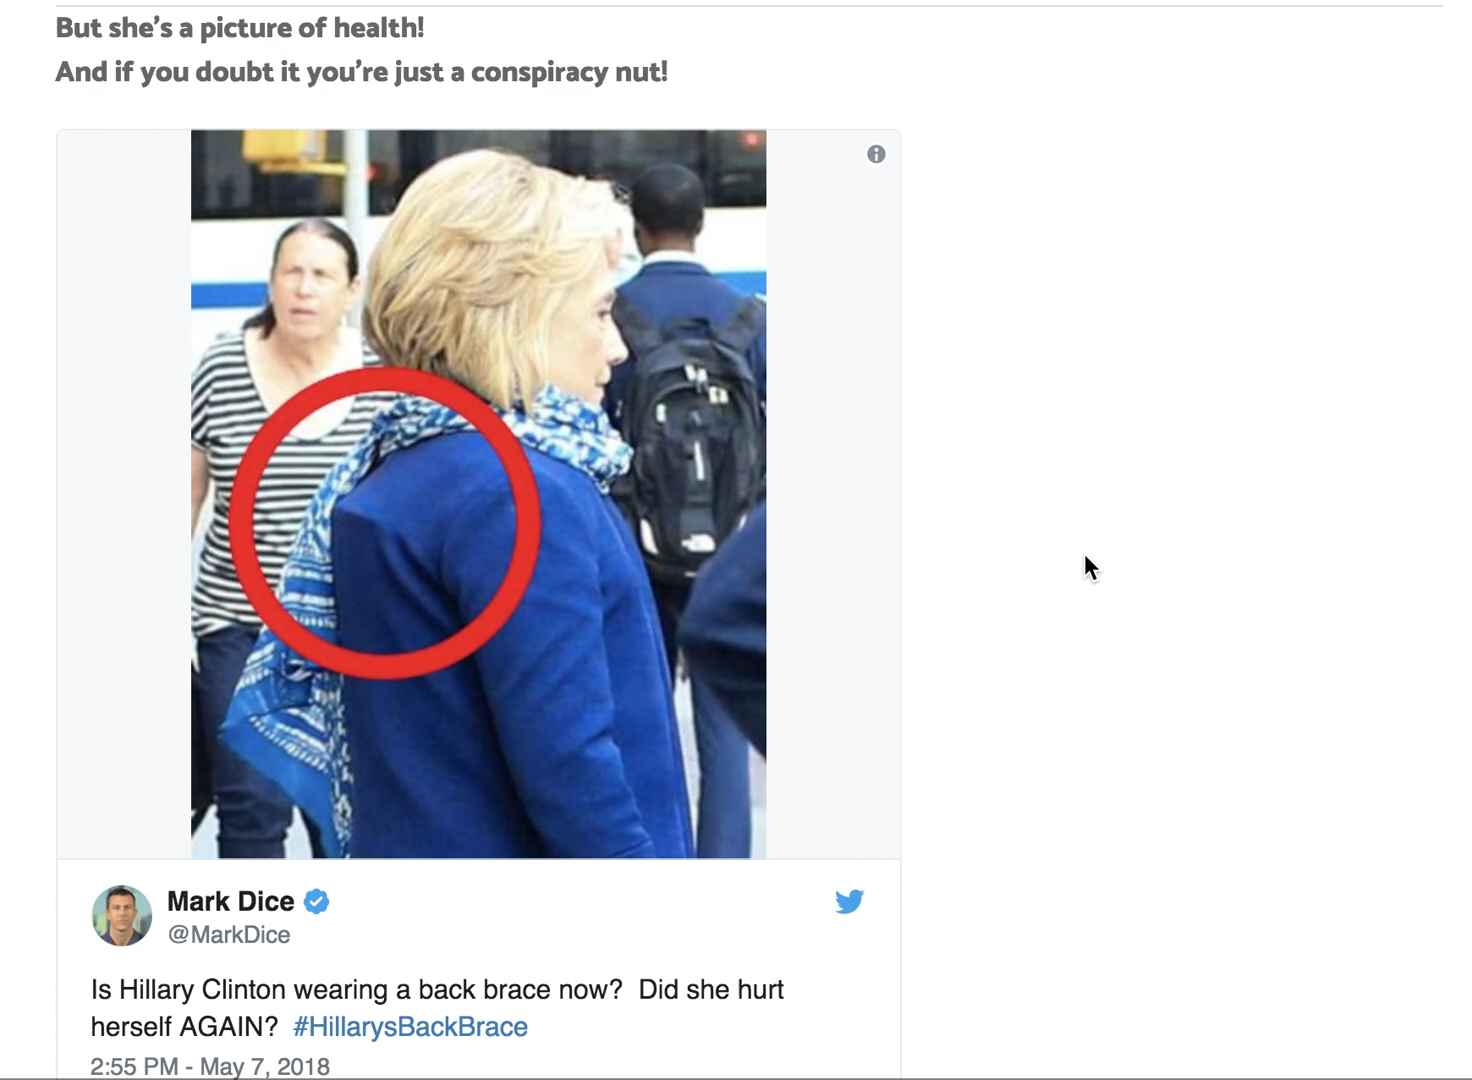 But she's a picture of health!
And if you doubt it you're just a conspiracy nut!
Mark Dice
@MarkDice
Is Hillary Clinton wearing a back brace now?  Did she hurt
herself AGAIN?  #HillarysBackBrace
2:55 PM - May 7, 2018